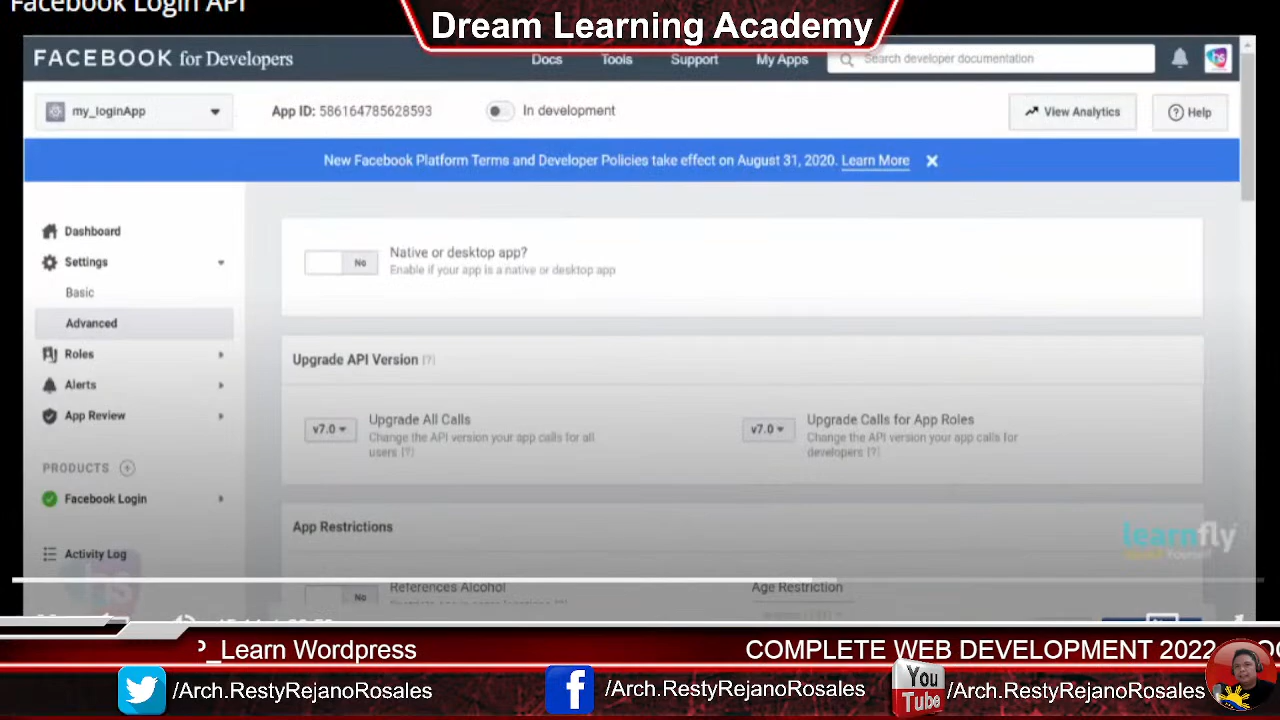 Facebook Login API
Dream Learning Academy
FACEBOOK for Developers
Docs Tools Support My Apps Search developer documentation
my_loginApp App ID: 586164785628593 In development View Analytics Help
New Facebook Platform Terms and Developer Policies take effect on August 31, 2020. Learn More
Dashboard
Settings
Basic
Advanced
Roles
Alerts
App Review
PRODUCTS
Facebook Login
Activity Log
No Native or desktop app?
Enable if your app is a native or desktop app
Upgrade API Version [?]
v7.0 Upgrade All Calls
Change the API version your app calls for all
users [?]
v7.0 Upgrade Calls for App Roles
Change the API version your app calls for
developers [?]
App Restrictions
No References Alcohol
Age Restriction
learnfly
P_Learn Wordpress COMPLETE WEB DEVELOPMENT 2022
/Arch.RestyRejanoRosales /Arch.RestyRejanoRosales You Tube /Arch.RestyRejanoRosales